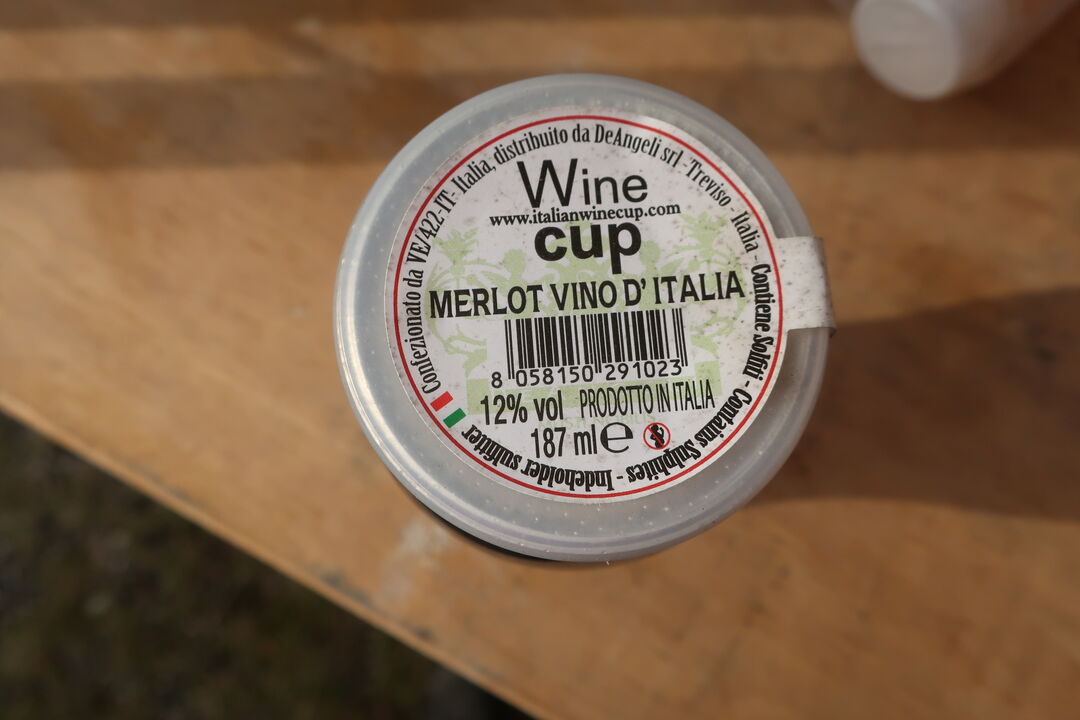 Confezionato da VE/422-IT- Italia, distribuito da DeAngeli srl -Treviso - Italia - Contiene Solfiti - Contains Sulphites - Indeholder sulfitter
Wine
www.italianwinecup.com
cup
MERLOT VINO D' ITALIA
8 058150 291023
12% vol PRODOTTO IN ITALIA
187 ml e